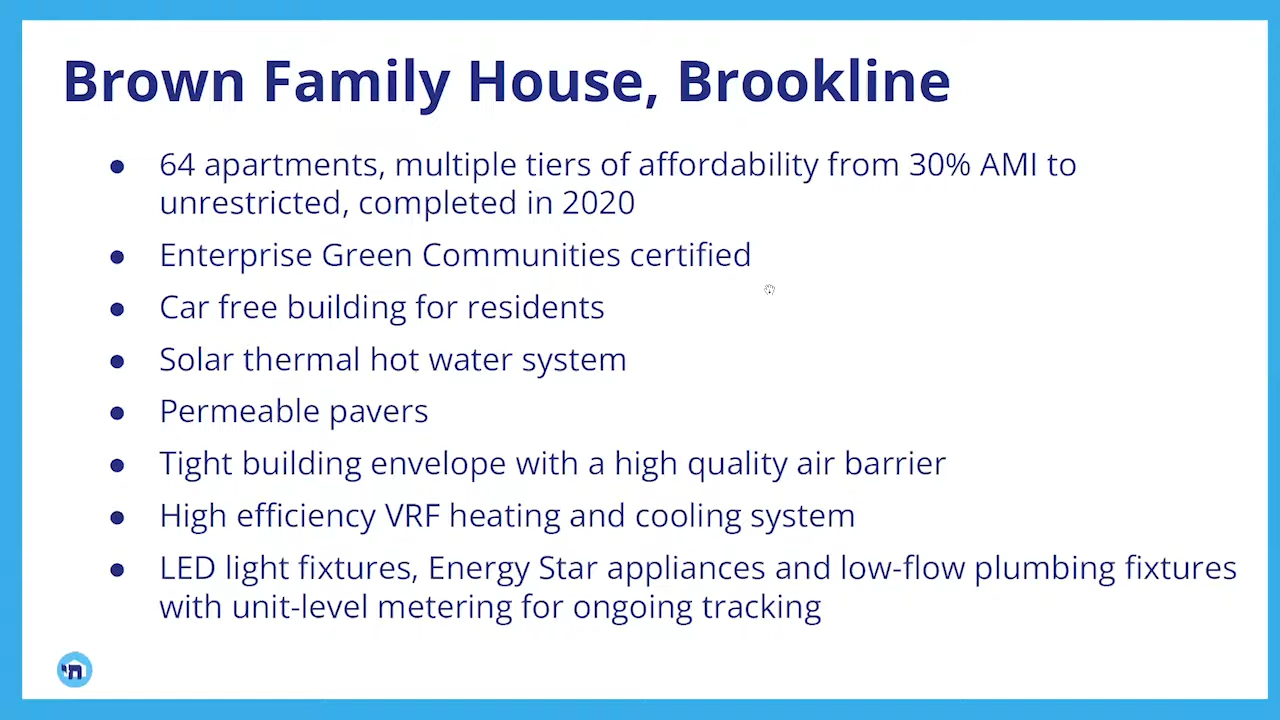 Brown Family House, Brookline
● 64 apartments, multiple tiers of affordability from 30% AMI to
unrestricted, completed in 2020
● Enterprise Green Communities certified
● Car free building for residents
● Solar thermal hot water system
● Permeable pavers
● Tight building envelope with a high quality air barrier
● High efficiency VRF heating and cooling system
● LED light fixtures, Energy Star appliances and low-flow plumbing fixtures
with unit-level metering for ongoing tracking
חי